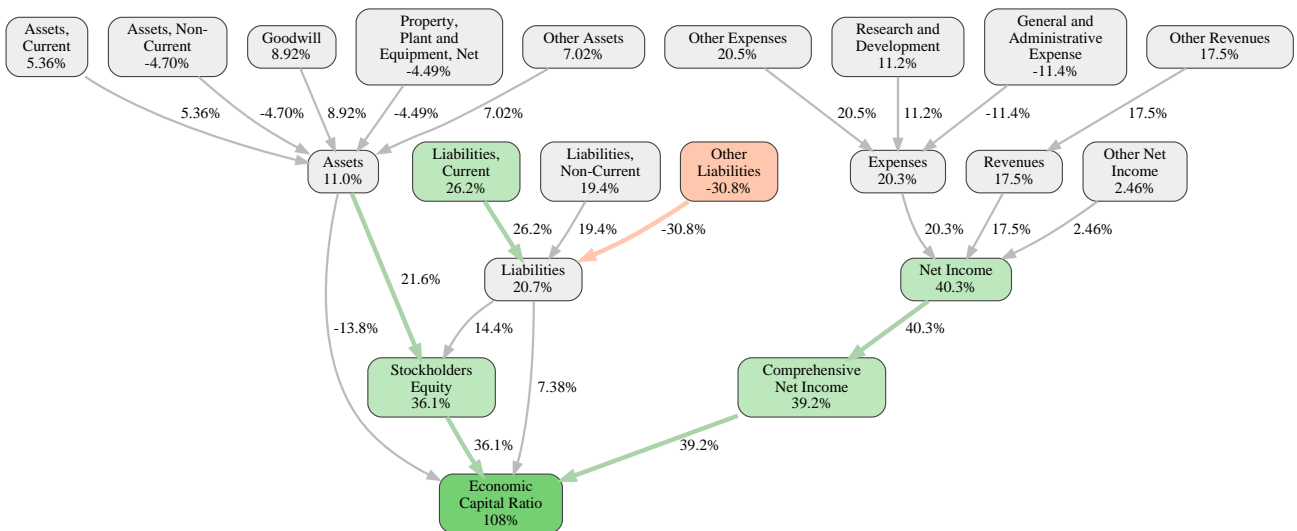 Assets,
Current
5.36%
Assets, Non-
Current
-4.70%
Goodwill
8.92%
Property,
Plant and
Equipment, Net
-4.49%
Other Assets
7.02%
Other Expenses
20.5%
Research and
Development
11.2%
General and
Administrative
Expense
-11.4%
Other Revenues
17.5%
5.36%
-4.70%
8.92%
-4.49%
7.02%
20.5%
11.2%
-11.4%
17.5%
Assets
11.0%
Liabilities,
Current
26.2%
Liabilities,
Non-Current
19.4%
Other
Liabilities
-30.8%
Expenses
20.3%
Revenues
17.5%
Other Net
Income
2.46%
26.2%
19.4%
-30.8%
20.3%
17.5%
2.46%
21.6%
Liabilities
20.7%
Net Income
40.3%
-13.8%
14.4%
40.3%
Stockholders
Equity
36.1%
7.38%
Comprehensive
Net Income
39.2%
36.1%
39.2%
Economic
Capital Ratio
108%